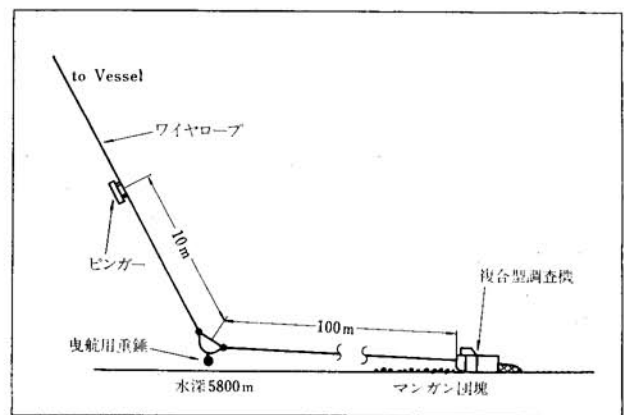 to Vessel
ワイヤロープ
10m
ピンガー
複合型調査機
100m
曳航用重錘
水深5800m
マンガン団塊